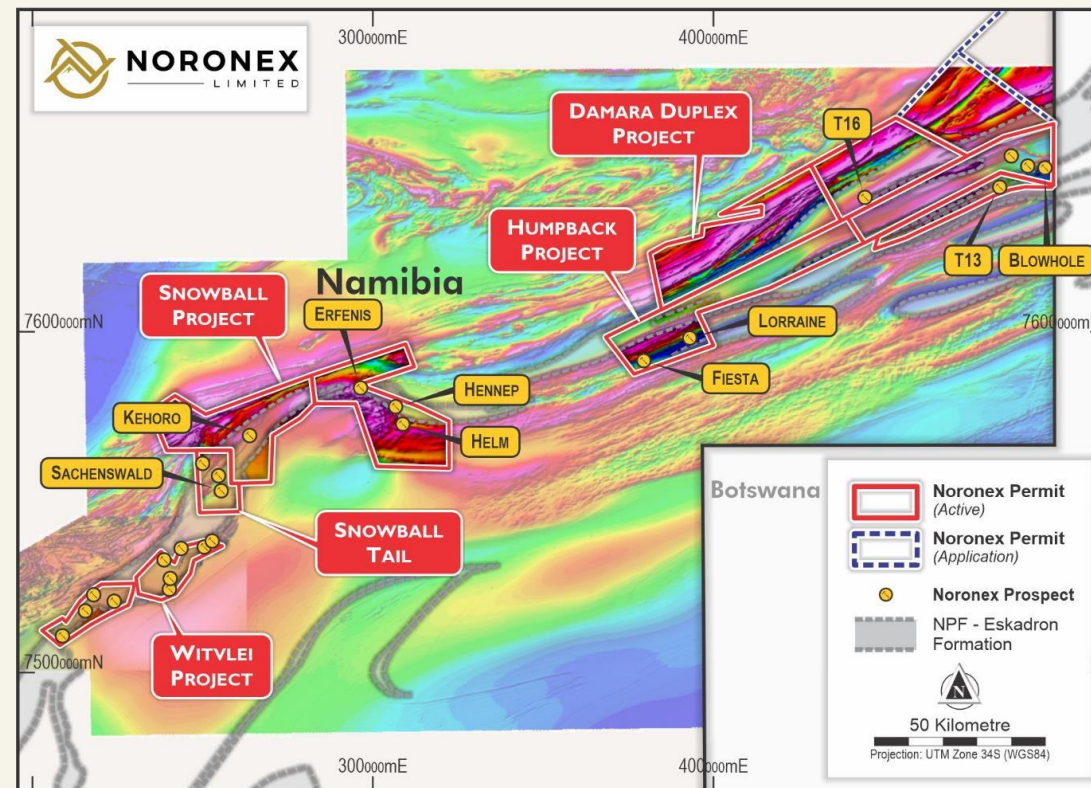 NORONEX
LIMITED
300000mE
400000mE
DAMARA DUPLEX
PROJECT
T16
HUMPBACK
PROJECT
T13
BLOWHOLE
Namibia
SNOWBALL
PROJECT
ERFENIS
7600000mN
7600000m
LORRAINE
FIESTA
HENNEP
KEHORO
HELM
SACHENSWALD
SNOWBALL
TAIL
WITVLEI
PROJECT
7500000mN
Botswana
Noronex Permit
(Active)
Noronex Permit
(Application)
Noronex Prospect
NPF - Eskadron
Formation
N
50 Kilometre
Projection: UTM Zone 34S (WGS84)
300000mE
400000mE